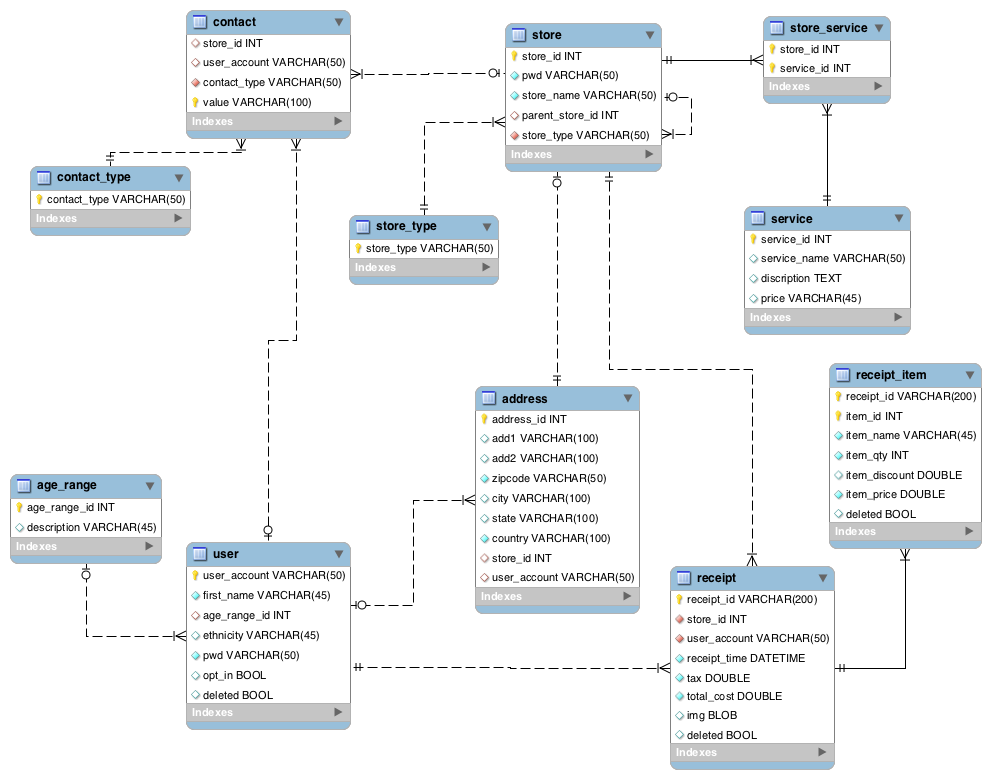 contact
store_id INT
user_account VARCHAR(50)
contact_type VARCHAR(50)
value VARCHAR(100)
Indexes
store
store_id INT
pwd VARCHAR(50)
store_name VARCHAR(50)
parent_store_id INT
store_type VARCHAR(50)
Indexes
store_service
store_id INT
service_id INT
Indexes
contact_type
contact_type VARCHAR(50)
Indexes
store_type
store_type VARCHAR(50)
Indexes
service
service_id INT
service_name VARCHAR(50)
discription TEXT
price VARCHAR(45)
Indexes
address
address_id INT
add1 VARCHAR(100)
add2 VARCHAR(100)
zipcode VARCHAR(50)
city VARCHAR(100)
state VARCHAR(100)
country VARCHAR(100)
store_id INT
user_account VARCHAR(50)
Indexes
receipt_item
receipt_id VARCHAR(200)
item_id INT
item_name VARCHAR(45)
item_qty INT
item_discount DOUBLE
item_price DOUBLE
deleted BOOL
Indexes
age_range
age_range_id INT
description VARCHAR(45)
Indexes
user
user_account VARCHAR(50)
first_name VARCHAR(45)
age_range_id INT
ethnicity VARCHAR(45)
pwd VARCHAR(50)
opt_in BOOL
deleted BOOL
Indexes
receipt
receipt_id VARCHAR(200)
store_id INT
user_account VARCHAR(50)
receipt_time DATETIME
tax DOUBLE
total_cost DOUBLE
img BLOB
deleted BOOL
Indexes